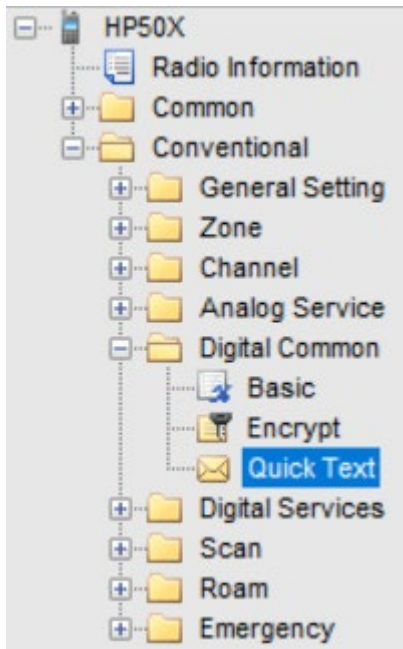 HP50X
Radio Information
Common
Conventional
General Setting
Zone
Channel
Analog Service
Digital Common
Basic
Encrypt
Quick Text
Digital Services
Scan
Roam
Emergency